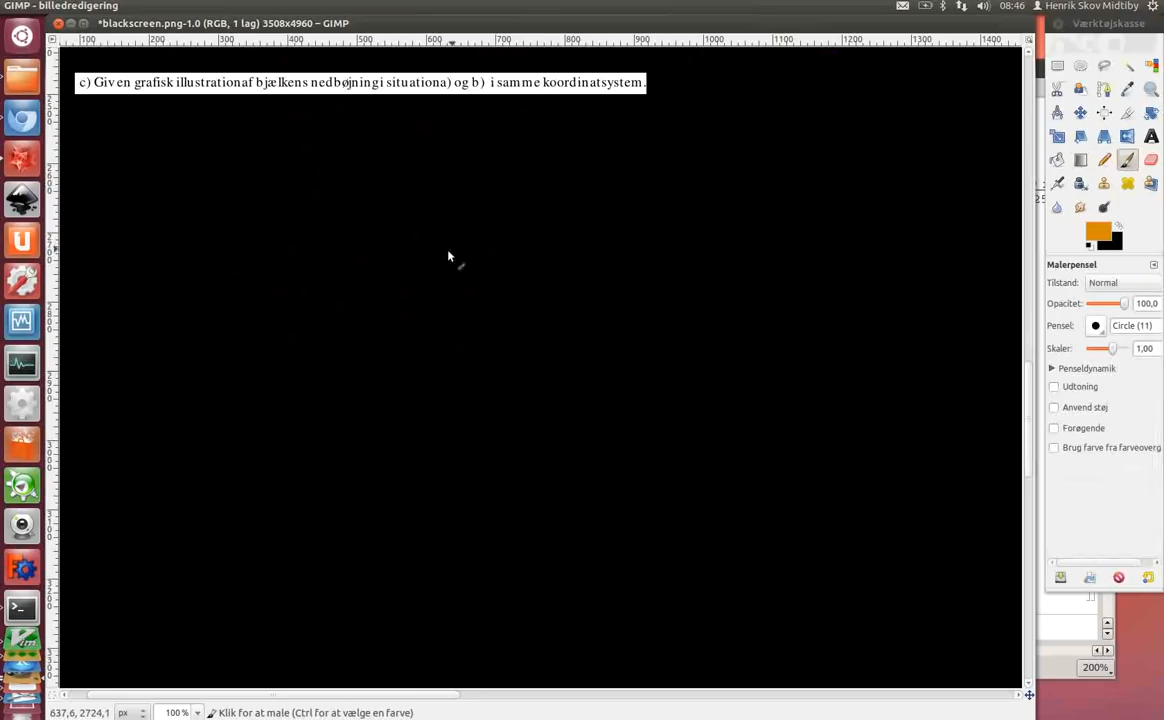 GIMP - billedredigering
08:46 Henrik Skov Midtiby
*blackscreen.png-1.0 (RGB, 1 lag) 3508x4960 – GIMP
Værktøjskasse
100 200 300 400 500 600 700 800 900 1000 1100 1200 1300 1400
c) Giv en grafisk illustration af bjælkens nedbøjning i situation a) og b) i samme koordinatsystem.
Malerpensel
Tilstand: Normal
Opacitet: 100,0
Pensel: Circle (11)
Skaler: 1,00
Penseldynamik
Udtoning
Anvend støj
Forøgende
Brug farve fra farveoverg
200%
637,6, 2724,1 px 100 % Klik for at male (Ctrl for at vælge en farve)